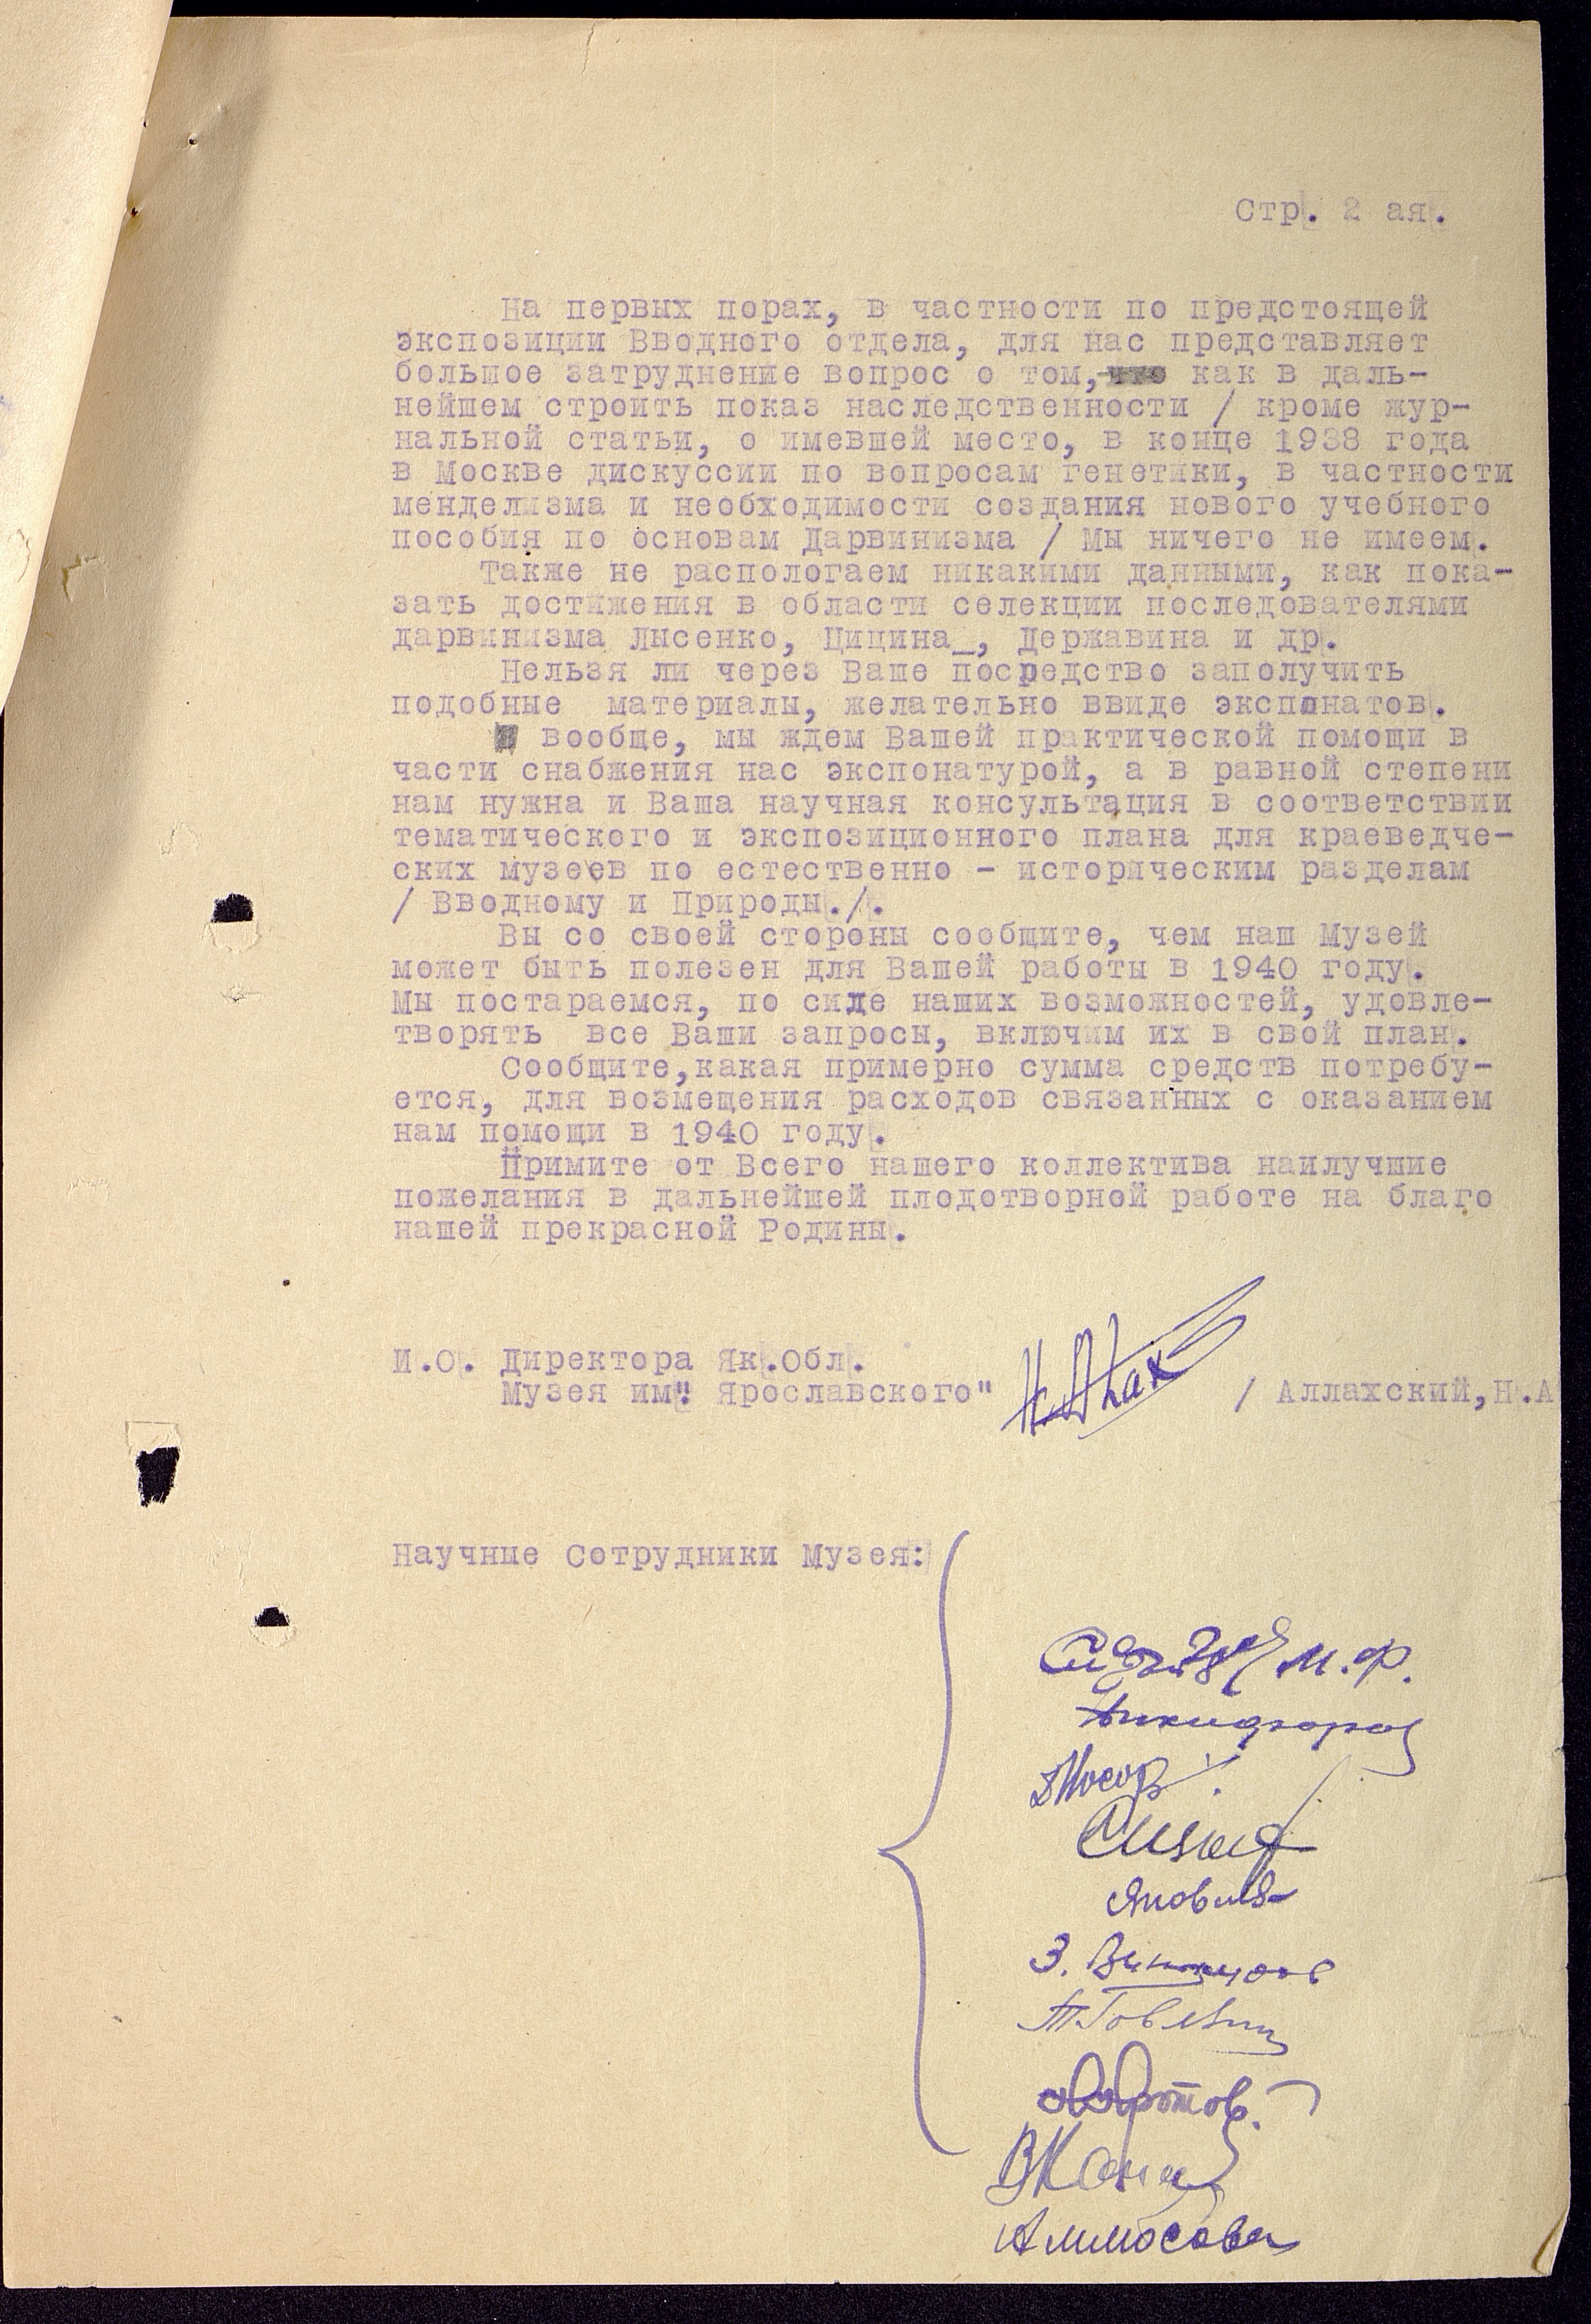 Стр. 2 ая.
На первых порах, в частности по предстоящей
экспозиции Вводного отдела, для нас представляет
большое затруднение вопрос о том, что как в даль-
нейшем строить показ наследственности / кроме жур-
нальной статьи, о имевшей место, в конце 1938 года
в Москве дискуссии по вопросам генетики, в частности
менделизма и необходимости создания нового учебного
пособия по основам Дарвинизма / Мы ничего не имеем.
Также не распологаем никакими данными, как пока-
зать достижения в области селекции последователями
дарвинизма Лысенко, Цицина_, Державина и др.
Нельзя ли через Ваше посредство заполучить
подобные материалы, желательно ввиде экспонатов.
вообще, мы ждем Вашей практической помощи в
части снабжения нас экспонатурой, а в равной степени
нам нужна и Ваша научная консультация в соответствии
тематического и экспозиционного плана для краеведче-
ских музеев по естественно - историческим разделам
/ Вводному и Природы./.
Вы со своей стороны сообщите, чем наш Музей
может быть полезен для Вашей работы в 1940 году.
Мы постараемся, по силе наших возможностей, удовле-
творять все Ваши запросы, включим их в свой план.
Сообщите,какая примерно сумма средств потребу-
ется, для возмещения расходов связанных с оказанием
нам помощи в 1940 году.
Примите от Всего нашего коллектива наилучшие
пожелания в дальнейшей плодотворной работе на благо
нашей прекрасной Родины.
И.О. Директора Як.Обл.
Музея им." Ярославского" / Аллахский,Н.А
Научные Сотрудники Музея:
М.Ф.
Никифоров
Носов
З.
Аммосова